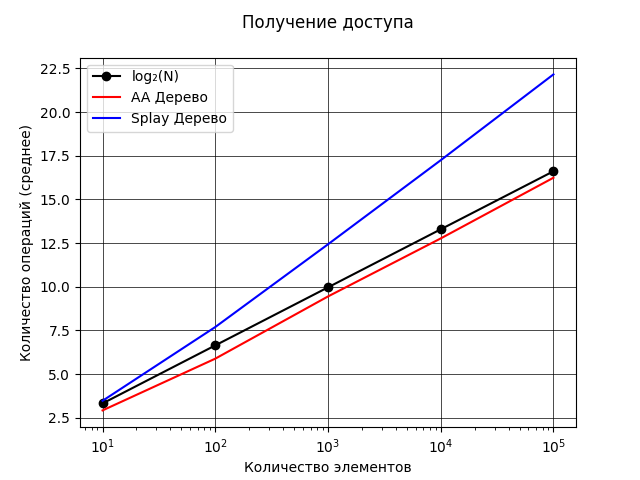 Получение доступа
log₂(N)
AA Дерево
Splay Дерево
Количество операций (среднее)
22.5
20.0
17.5
15.0
12.5
10.0
7.5
5.0
2.5
10¹ 10² 10³ 10⁴ 10⁵
Количество элементов